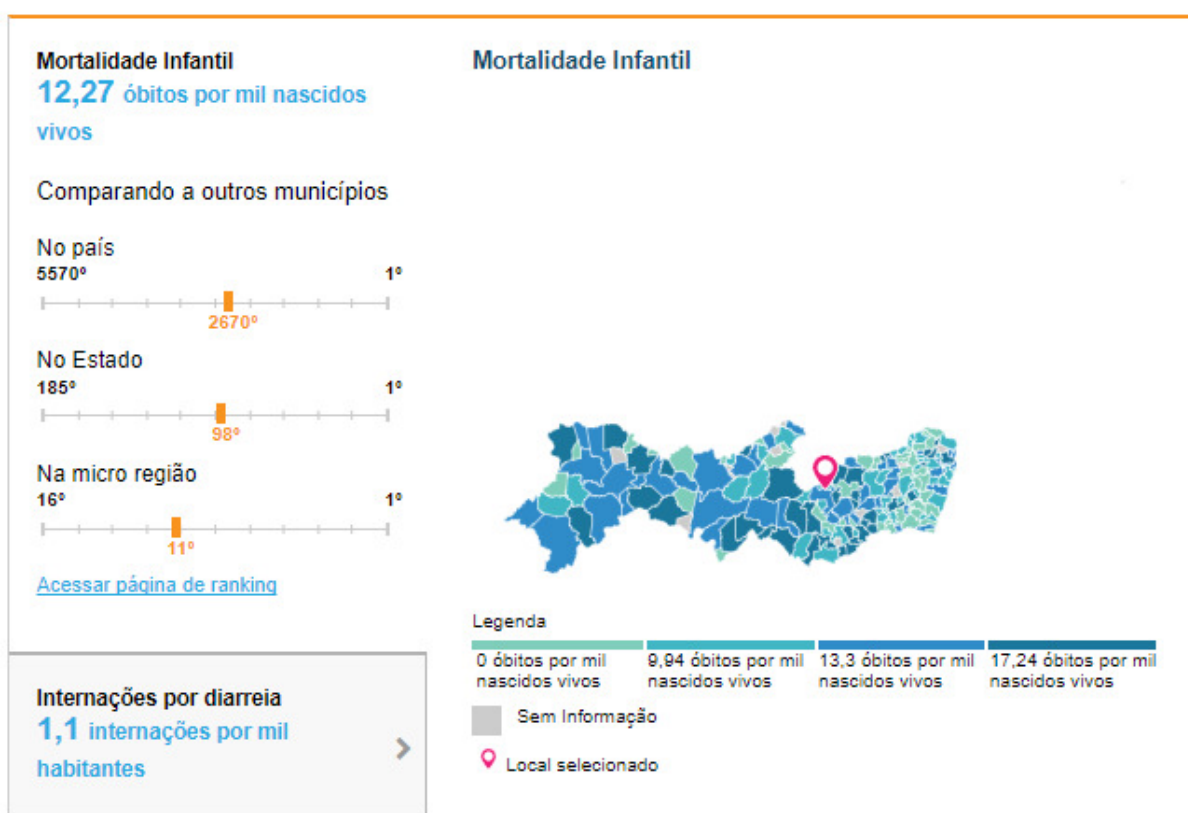 Mortalidade Infantil
12,27 óbitos por mil nascidos
vivos
Comparando a outros municípios
No país
5570º 1º
2670º
No Estado
185º 1º
98º
Na micro região
16º 1º
11º
Acessar página de ranking
Internações por diarreia
1,1 internações por mil
habitantes
Mortalidade Infantil
Legenda
0 óbitos por mil
nascidos vivos
9,94 óbitos por mil
nascidos vivos
13,3 óbitos por mil
nascidos vivos
17,24 óbitos por mil
nascidos vivos
Sem Informação
Local selecionado